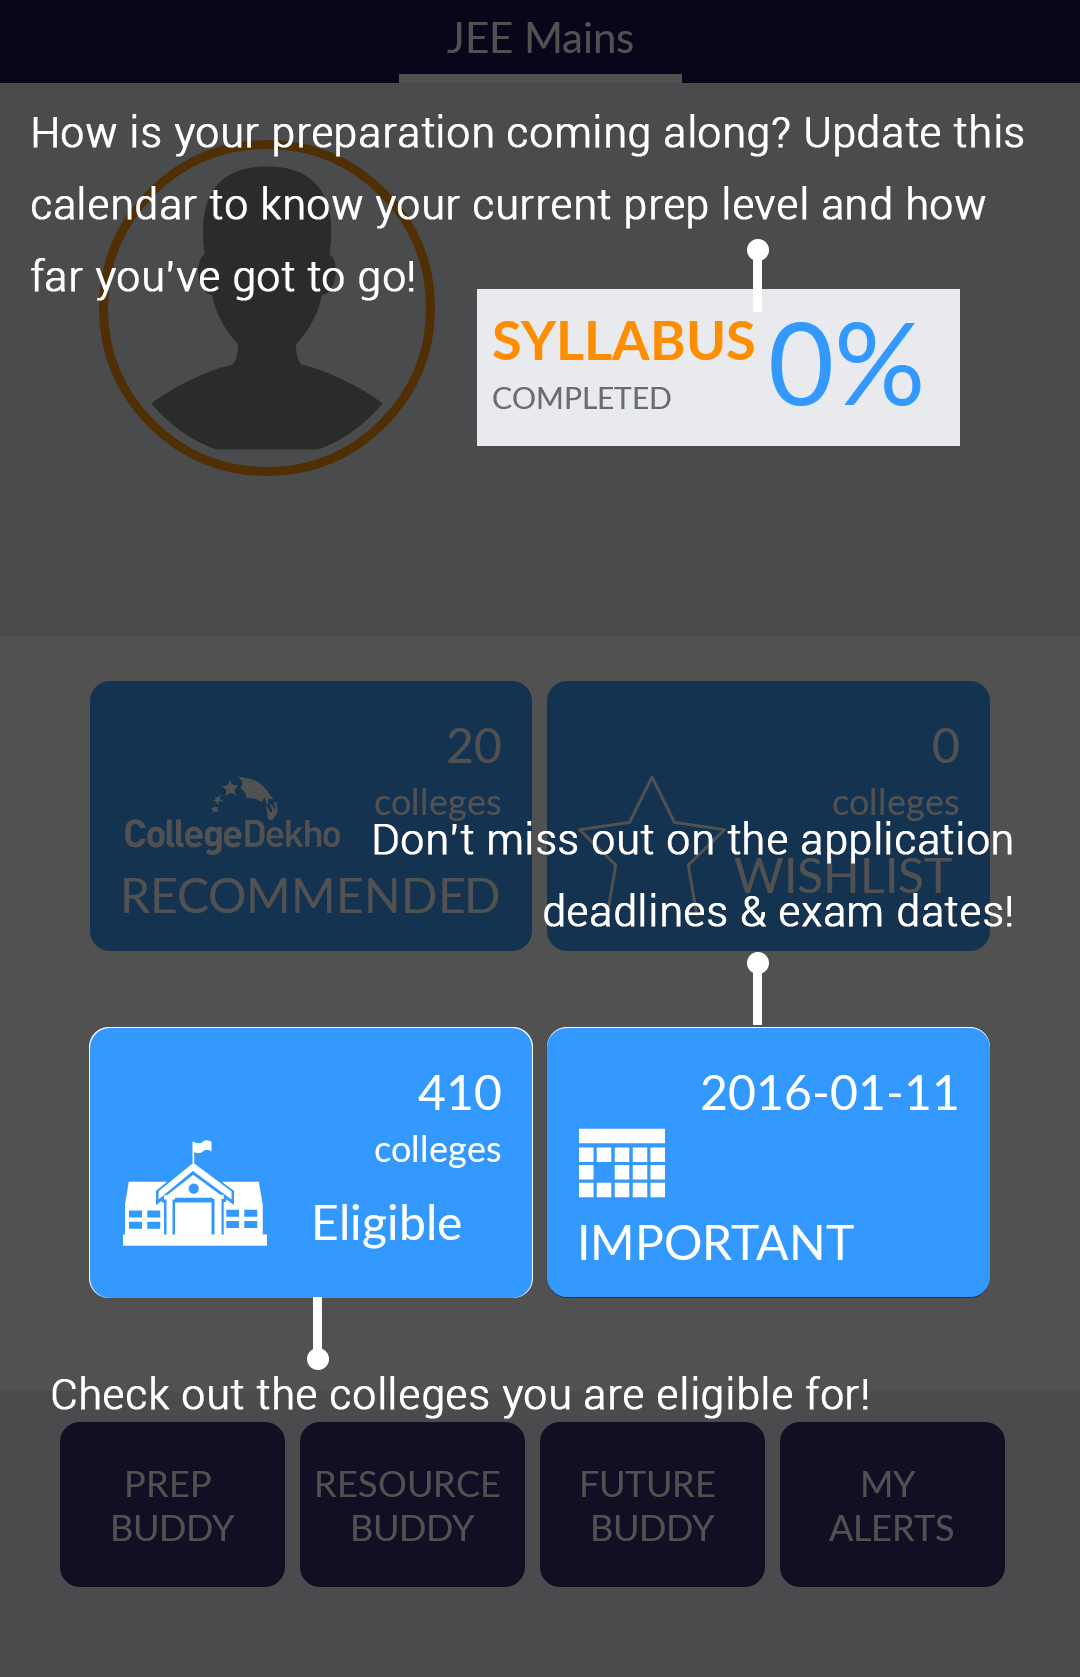 JEE Mains
How is your preparation coming along? Update this
calendar to know your current prep level and how
far you've got to go!
SYLLABUS 0%
COMPLETED
20
colleges
CollegeDekho
RECOMMENDED
0
colleges
WISHLIST
Don't miss out on the application
deadlines & exam dates!
410
colleges
Eligible
2016-01-11
IMPORTANT
Check out the colleges you are eligible for!
PREP
BUDDY
RESOURCE
BUDDY
FUTURE
BUDDY
MY
ALERTS